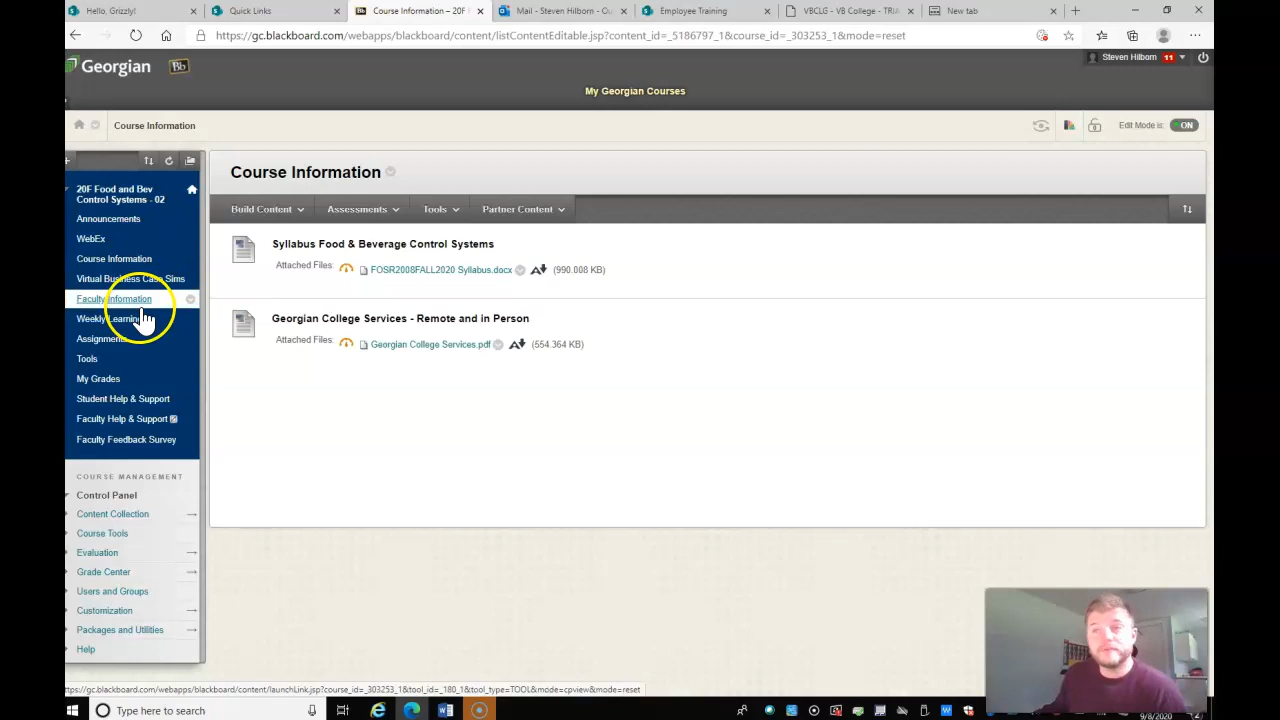 Hello, Grizzly!
Quick Links
Course Information – 20F
Mail - Steven Hilborn - Ou
Employee Training
VBCLG - VB College - TRU
New tab
https://gc.blackboard.com/webapps/blackboard/content/listContentEditable.jsp?content_id=_5186797_1&course_id=_303253_1&mode=reset
Georgian
Bb
Steven Hilborn 11
My Georgian Courses
Course Information
Edit Mode is: ON
20F Food and Bev
Control Systems - 02
Announcements
WebEx
Course Information
Virtual Business Case Sims
Faculty Information
Weekly Learning
Assignments
Tools
My Grades
Student Help & Support
Faculty Help & Support
Faculty Feedback Survey
COURSE MANAGEMENT
Control Panel
Content Collection
Course Tools
Evaluation
Grade Center
Users and Groups
Customization
Packages and Utilities
Help
Course Information
Build Content
Assessments
Tools
Partner Content
Syllabus Food & Beverage Control Systems
Attached Files: FOSR2008FALL2020 Syllabus.docx (990.008 KB)
Georgian College Services - Remote and in Person
Attached Files: Georgian College Services.pdf (554.364 KB)
https://gc.blackboard.com/webapps/blackboard/content/launchLink.jsp?course_id=_303253_1&tool_id=_180_1&tool_type=TOOL&mode=cpview&mode=reset
Type here to search
9/8/2020